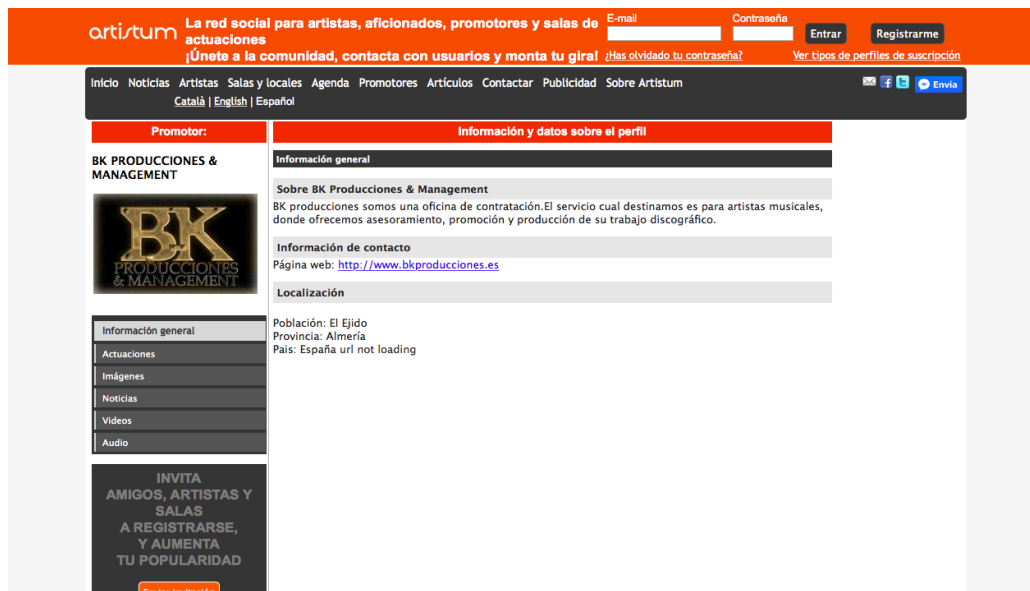 artistum
La red social para artistas, aficionados, promotores y salas de
actuaciones
¡Únete a la comunidad, contacta con usuarios y monta tu gira!
E-mail
Contraseña
Entrar
Registrarme
¿Has olvidado tu contraseña?
Ver tipos de perfiles de suscripción
Inicio Noticias Artistas Salas y locales Agenda Promotores Artículos Contactar Publicidad Sobre Artistum
Català | English | Español
Envia
Promotor:
BK PRODUCCIONES &
MANAGEMENT
BK
PRODUCCIONES
& MANAGEMENT
Información general
Actuaciones
Imágenes
Noticias
Videos
Audio
INVITA
AMIGOS, ARTISTAS Y
SALAS
A REGISTRARSE,
Y AUMENTA
TU POPULARIDAD
Enviar invitación
Información y datos sobre el perfil
Información general
Sobre BK Producciones & Management
BK producciones somos una oficina de contratación.El servicio cual destinamos es para artistas musicales,
donde ofrecemos asesoramiento, promoción y producción de su trabajo discográfico.
Información de contacto
Página web: http://www.bkproducciones.es
Localización
Población: El Ejido
Provincia: Almería
Pais: España url not loading